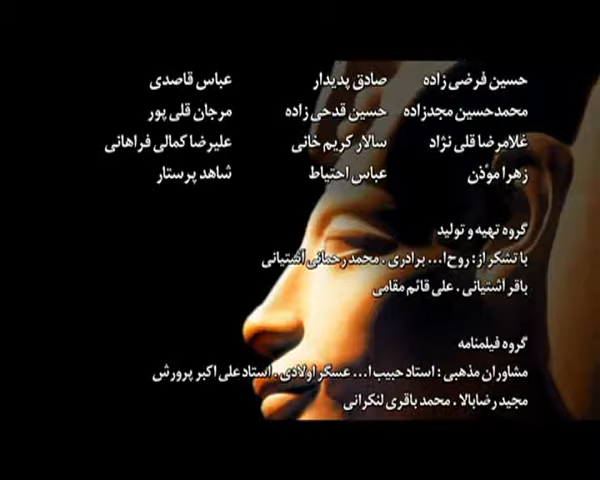 حسین فرضی زاده صادق پدیدار عباس قاصدی
محمدحسین مجدزاده حسین قدحی زاده مرجان قلی پور
غلامرضا قلی نژاد سالار کریم خانی علیرضا کمالی فراهانی
زهرا مؤذن عباس احتیاط شاهد پرستار
گروه تهیه و تولید
با تشکر از : روح ا... برادری . محمد رحمانی آشتیانی
باقر آشتیانی . علی قائم مقامی
گروه فیلمنامه
مشاوران مذهبی : استاد حبیب ا... عسگر اولادی . استاد علی اکبر پرورش
مجید رضابالا . محمد باقری لنکرانی